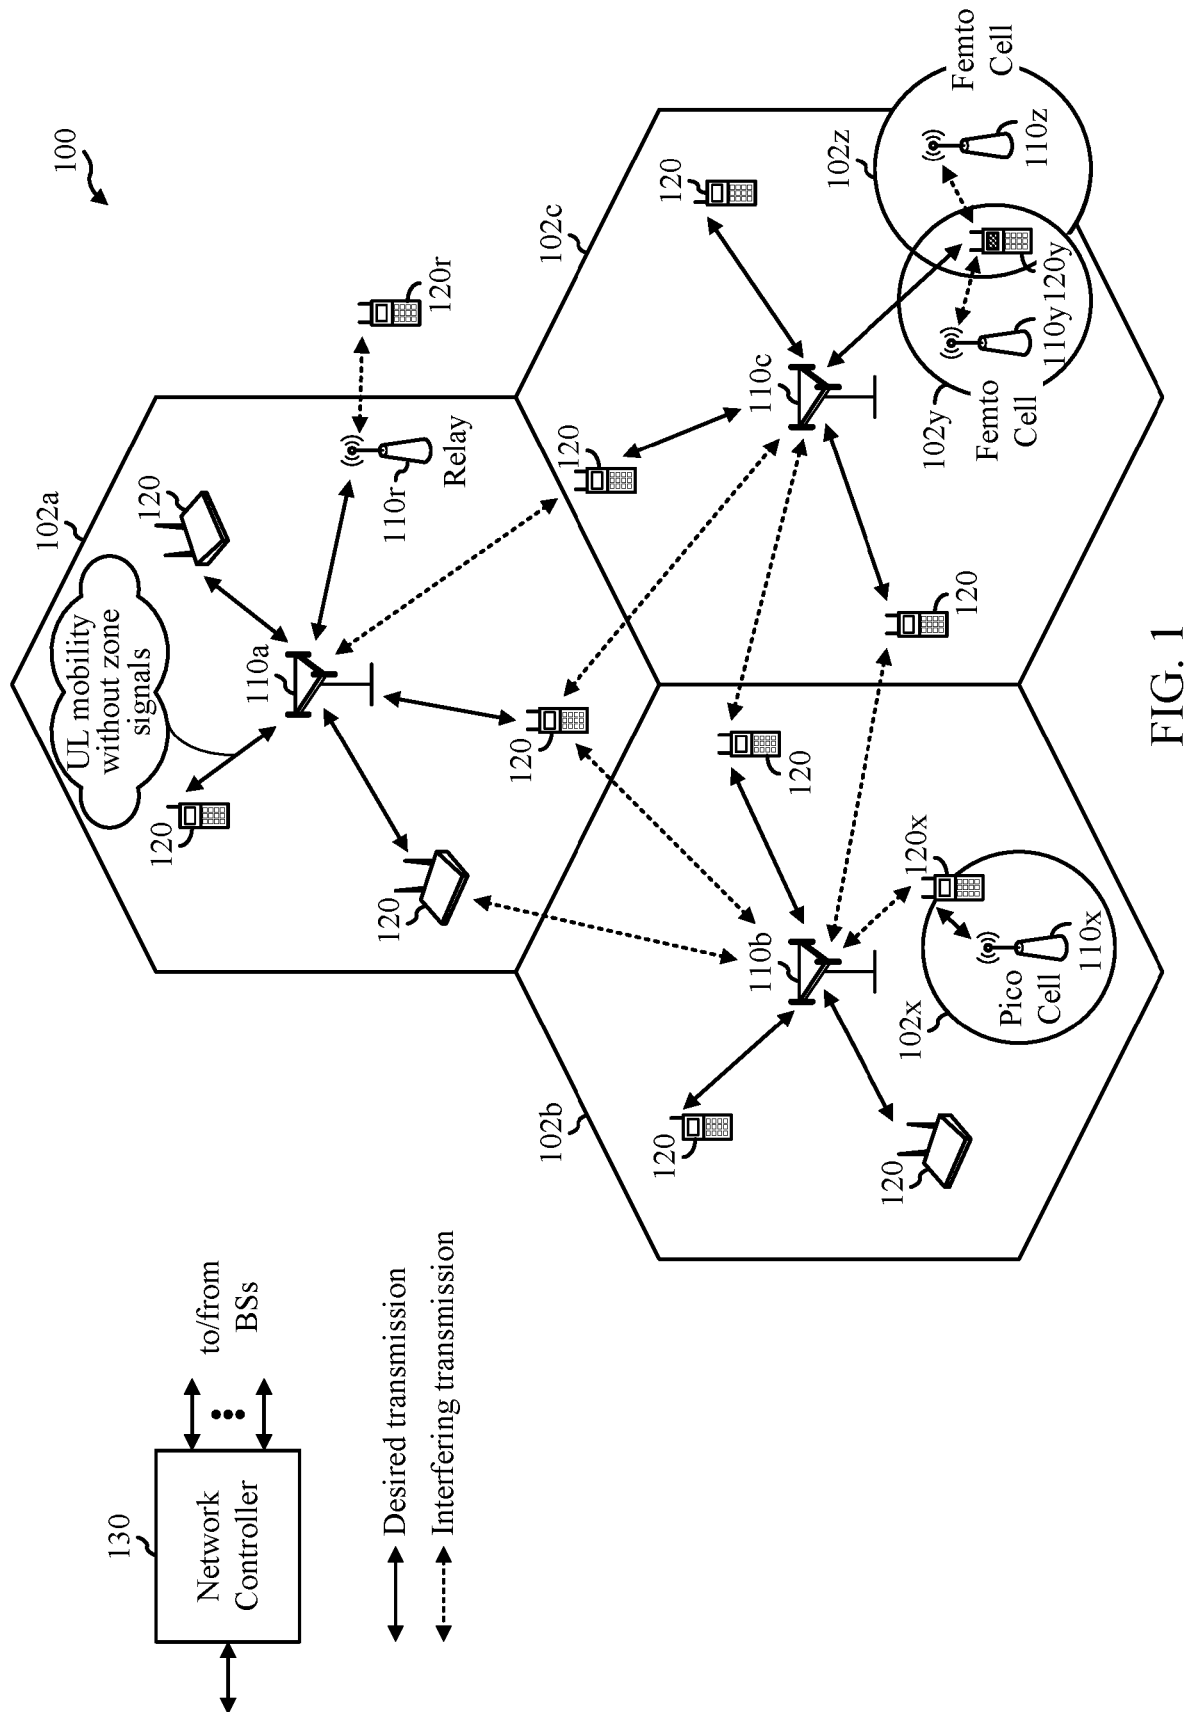 100
130
Network
Controller
to/from
BSs
Desired transmission
Interfering transmission
102a
UL mobility
without zone
signals
120
120
110a
120
120
110r
Relay
120r
102b
120
110b
120
120
102x
Pico
Cell
110x
120x
102c
120
120
110c
120
102y
Femto
Cell
110y
120y
102z
110z
Femto
Cell
FIG. 1